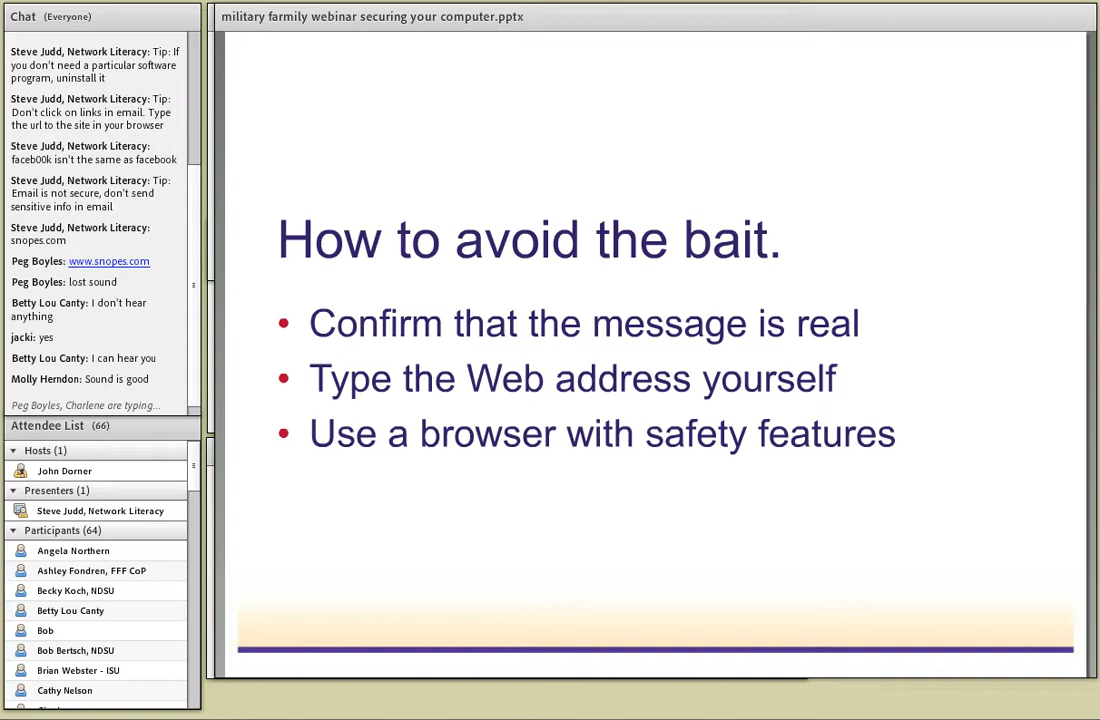 Chat (Everyone)
Steve Judd, Network Literacy: Tip: If
you don't need a particular software
program, uninstall it
Steve Judd, Network Literacy: Tip:
Don't click on links in email. Type
the url to the site in your browser
Steve Judd, Network Literacy:
faceb00k isn't the same as facebook
Steve Judd, Network Literacy: Tip:
Email is not secure, don't send
sensitive info in email
Steve Judd, Network Literacy:
snopes.com
Peg Boyles: www.snopes.com
Peg Boyles: lost sound
Betty Lou Canty: I don't hear
anything
jacki: yes
Betty Lou Canty: I can hear you
Molly Herndon: Sound is good
Peg Boyles, Charlene are typing...
Attendee List (66)
Hosts (1)
John Dorner
Presenters (1)
Steve Judd, Network Literacy
Participants (64)
Angela Northern
Ashley Fondren, FFF CoP
Becky Koch, NDSU
Betty Lou Canty
Bob
Bob Bertsch, NDSU
Brian Webster - ISU
Cathy Nelson
military farmily webinar securing your computer.pptx
How to avoid the bait.
• Confirm that the message is real
• Type the Web address yourself
• Use a browser with safety features